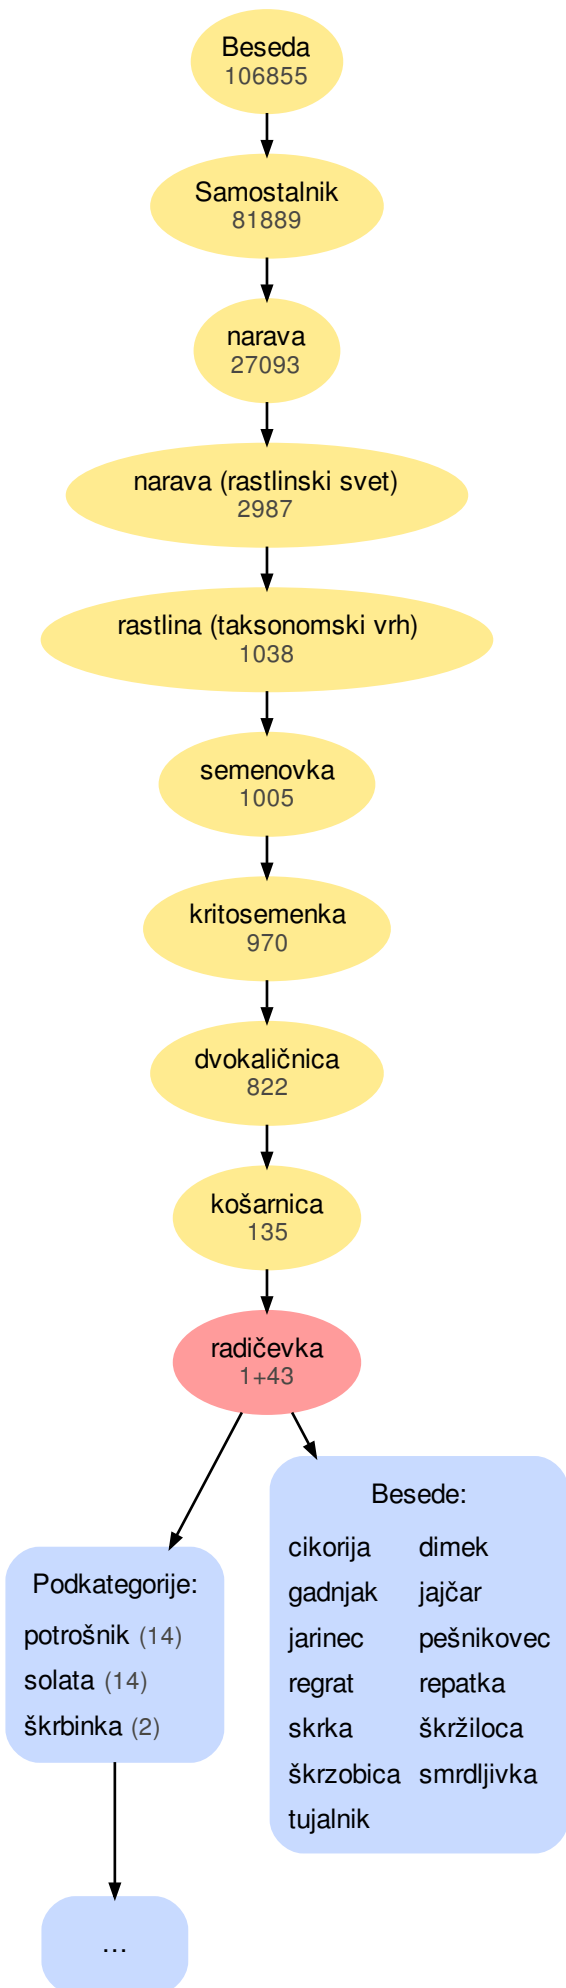 Beseda
106855
Samostalnik
81889
narava
27093
narava (rastlinski svet)
2987
rastlina (taksonomski vrh)
1038
semenovka
1005
kritosemenka
970
dvokaličnica
822
košarnica
135
radičevka
1+43
Podkategorije:
potrošnik (14)
solata (14)
škrbinka (2)
...
Besede:
cikorija dimek
gadnjak jajčar
jarinec pešnikovec
regrat repatka
skrka škržiloca
škrzobica smrdljivka
tujalnik